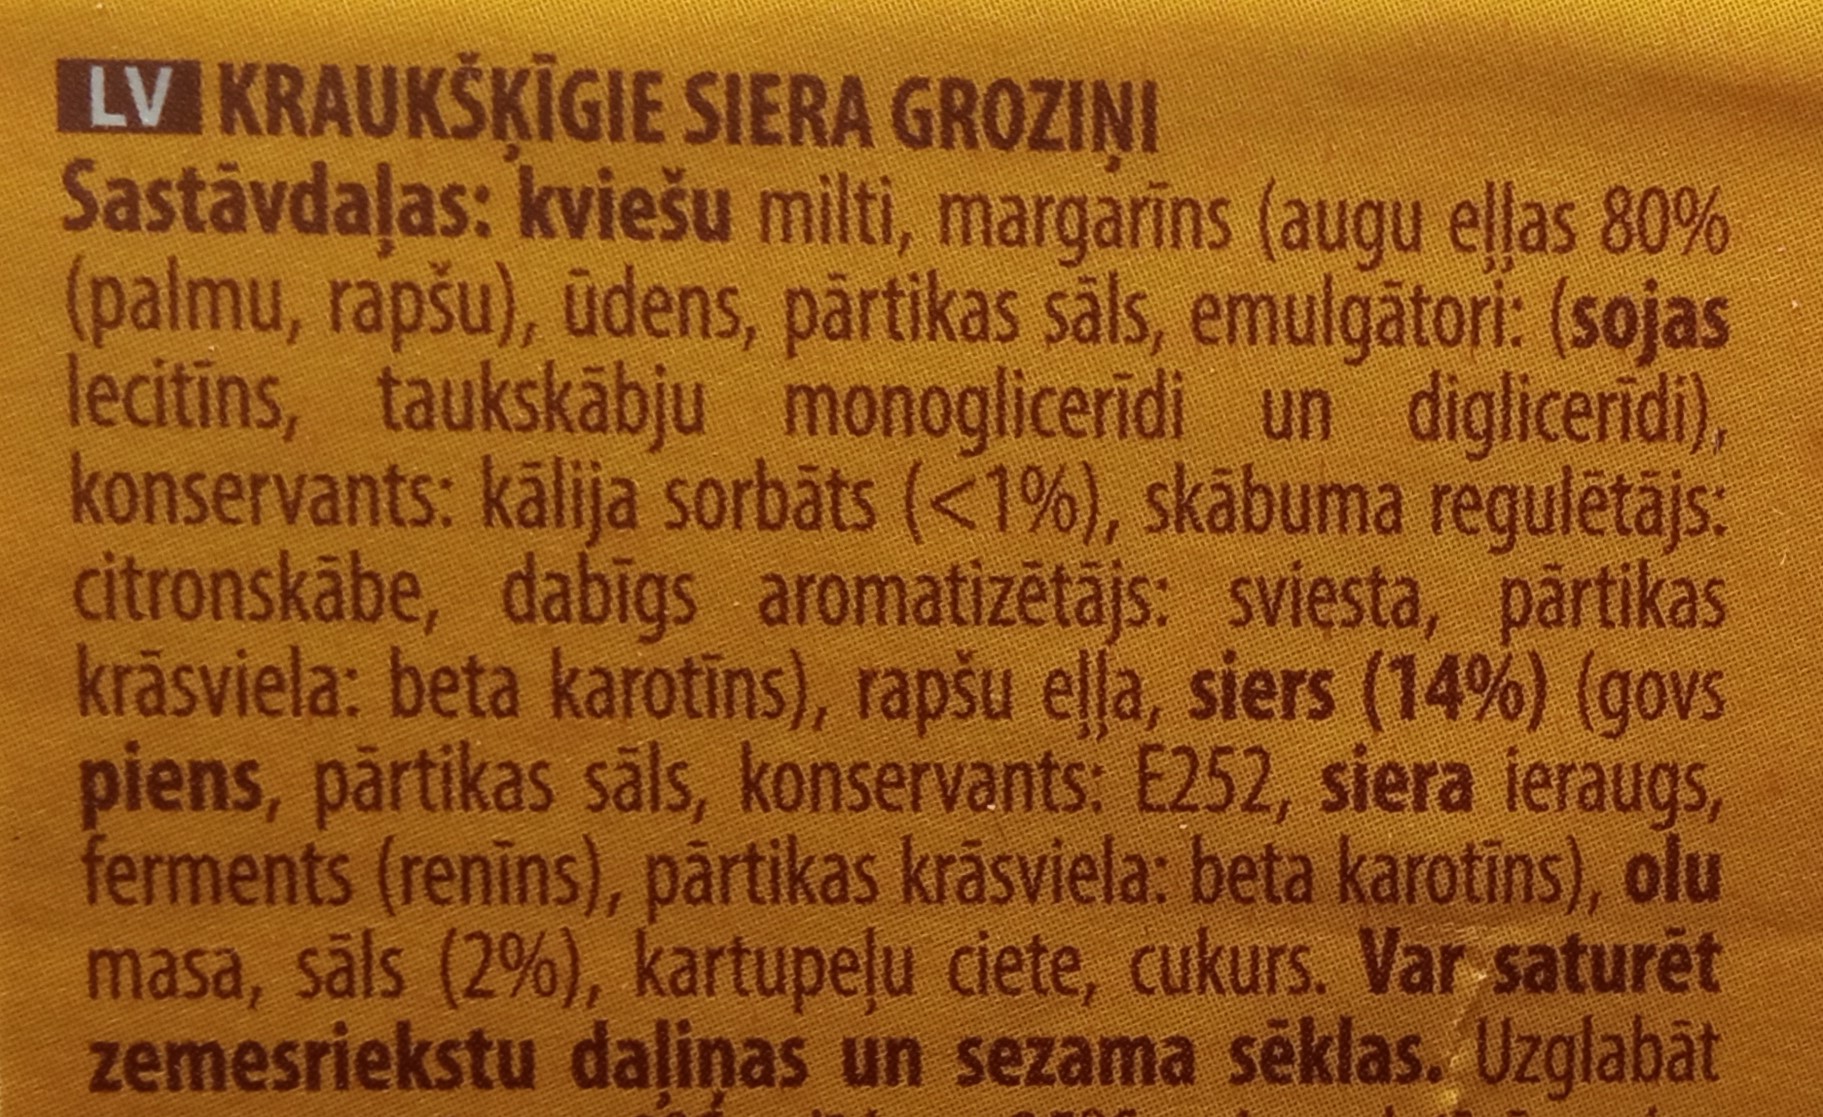 LV KRAUKŠĶĪGIE SIERA GROZIŅI
Sastāvdaļas: kviešu milti, margarīns (augu eļļas 80%
(palmu, rapšu), ūdens, pārtikas sāls, emulgātori: (sojas
lecitīns, taukskābju monoglicerīdi un diglicerīdi),
konservants: kālija sorbāts (<1%), skābuma regulētājs:
citronskābe, dabīgs aromatizētājs: sviesta, pārtikas
krāsviela: beta karotīns), rapšu eļļa, siers (14%) (govs
piens, pārtikas sāls, konservants: E252, siera ieraugs,
ferments (renīns), pārtikas krāsviela: beta karotīns), olu
masa, sāls (2%), kartupeļu ciete, cukurs. Var saturēt
zemesriekstu daļiņas un sezama sēklas. Uzglabāt